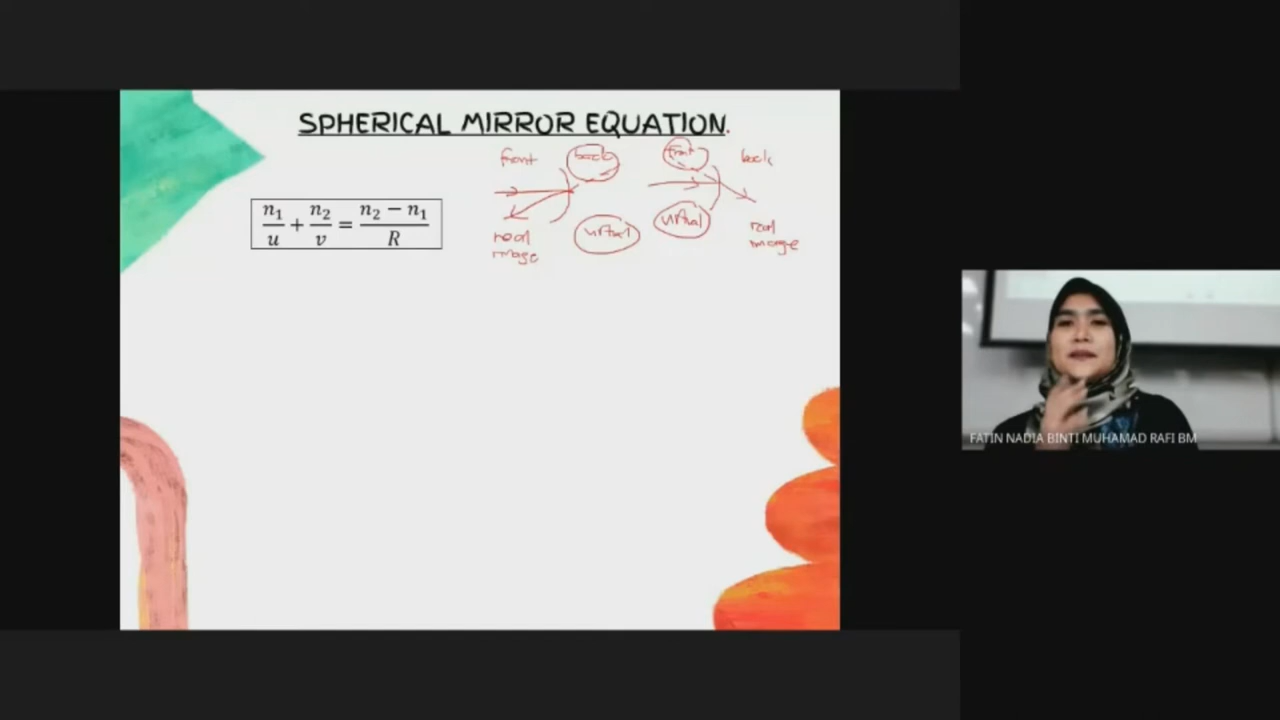 SPHERICAL MIRROR EQUATION.
front back front back
n₁/u + n₂/v = (n₂ − n₁)/R
real image
virtual
virtual
real image
FATIN NADIA BINTI MUHAMAD RAFI BM